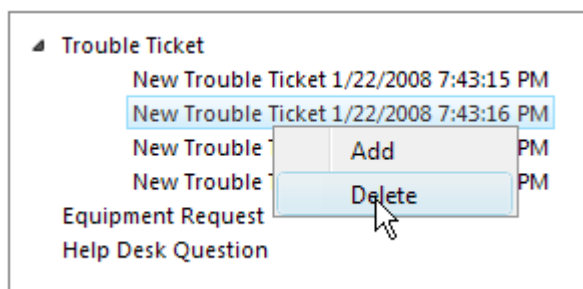 Trouble Ticket
New Trouble Ticket 1/22/2008 7:43:15 PM
New Trouble Ticket 1/22/2008 7:43:16 PM
New Trouble PM
Add
New Trouble PM
Delete
Equipment Request
Help Desk Question